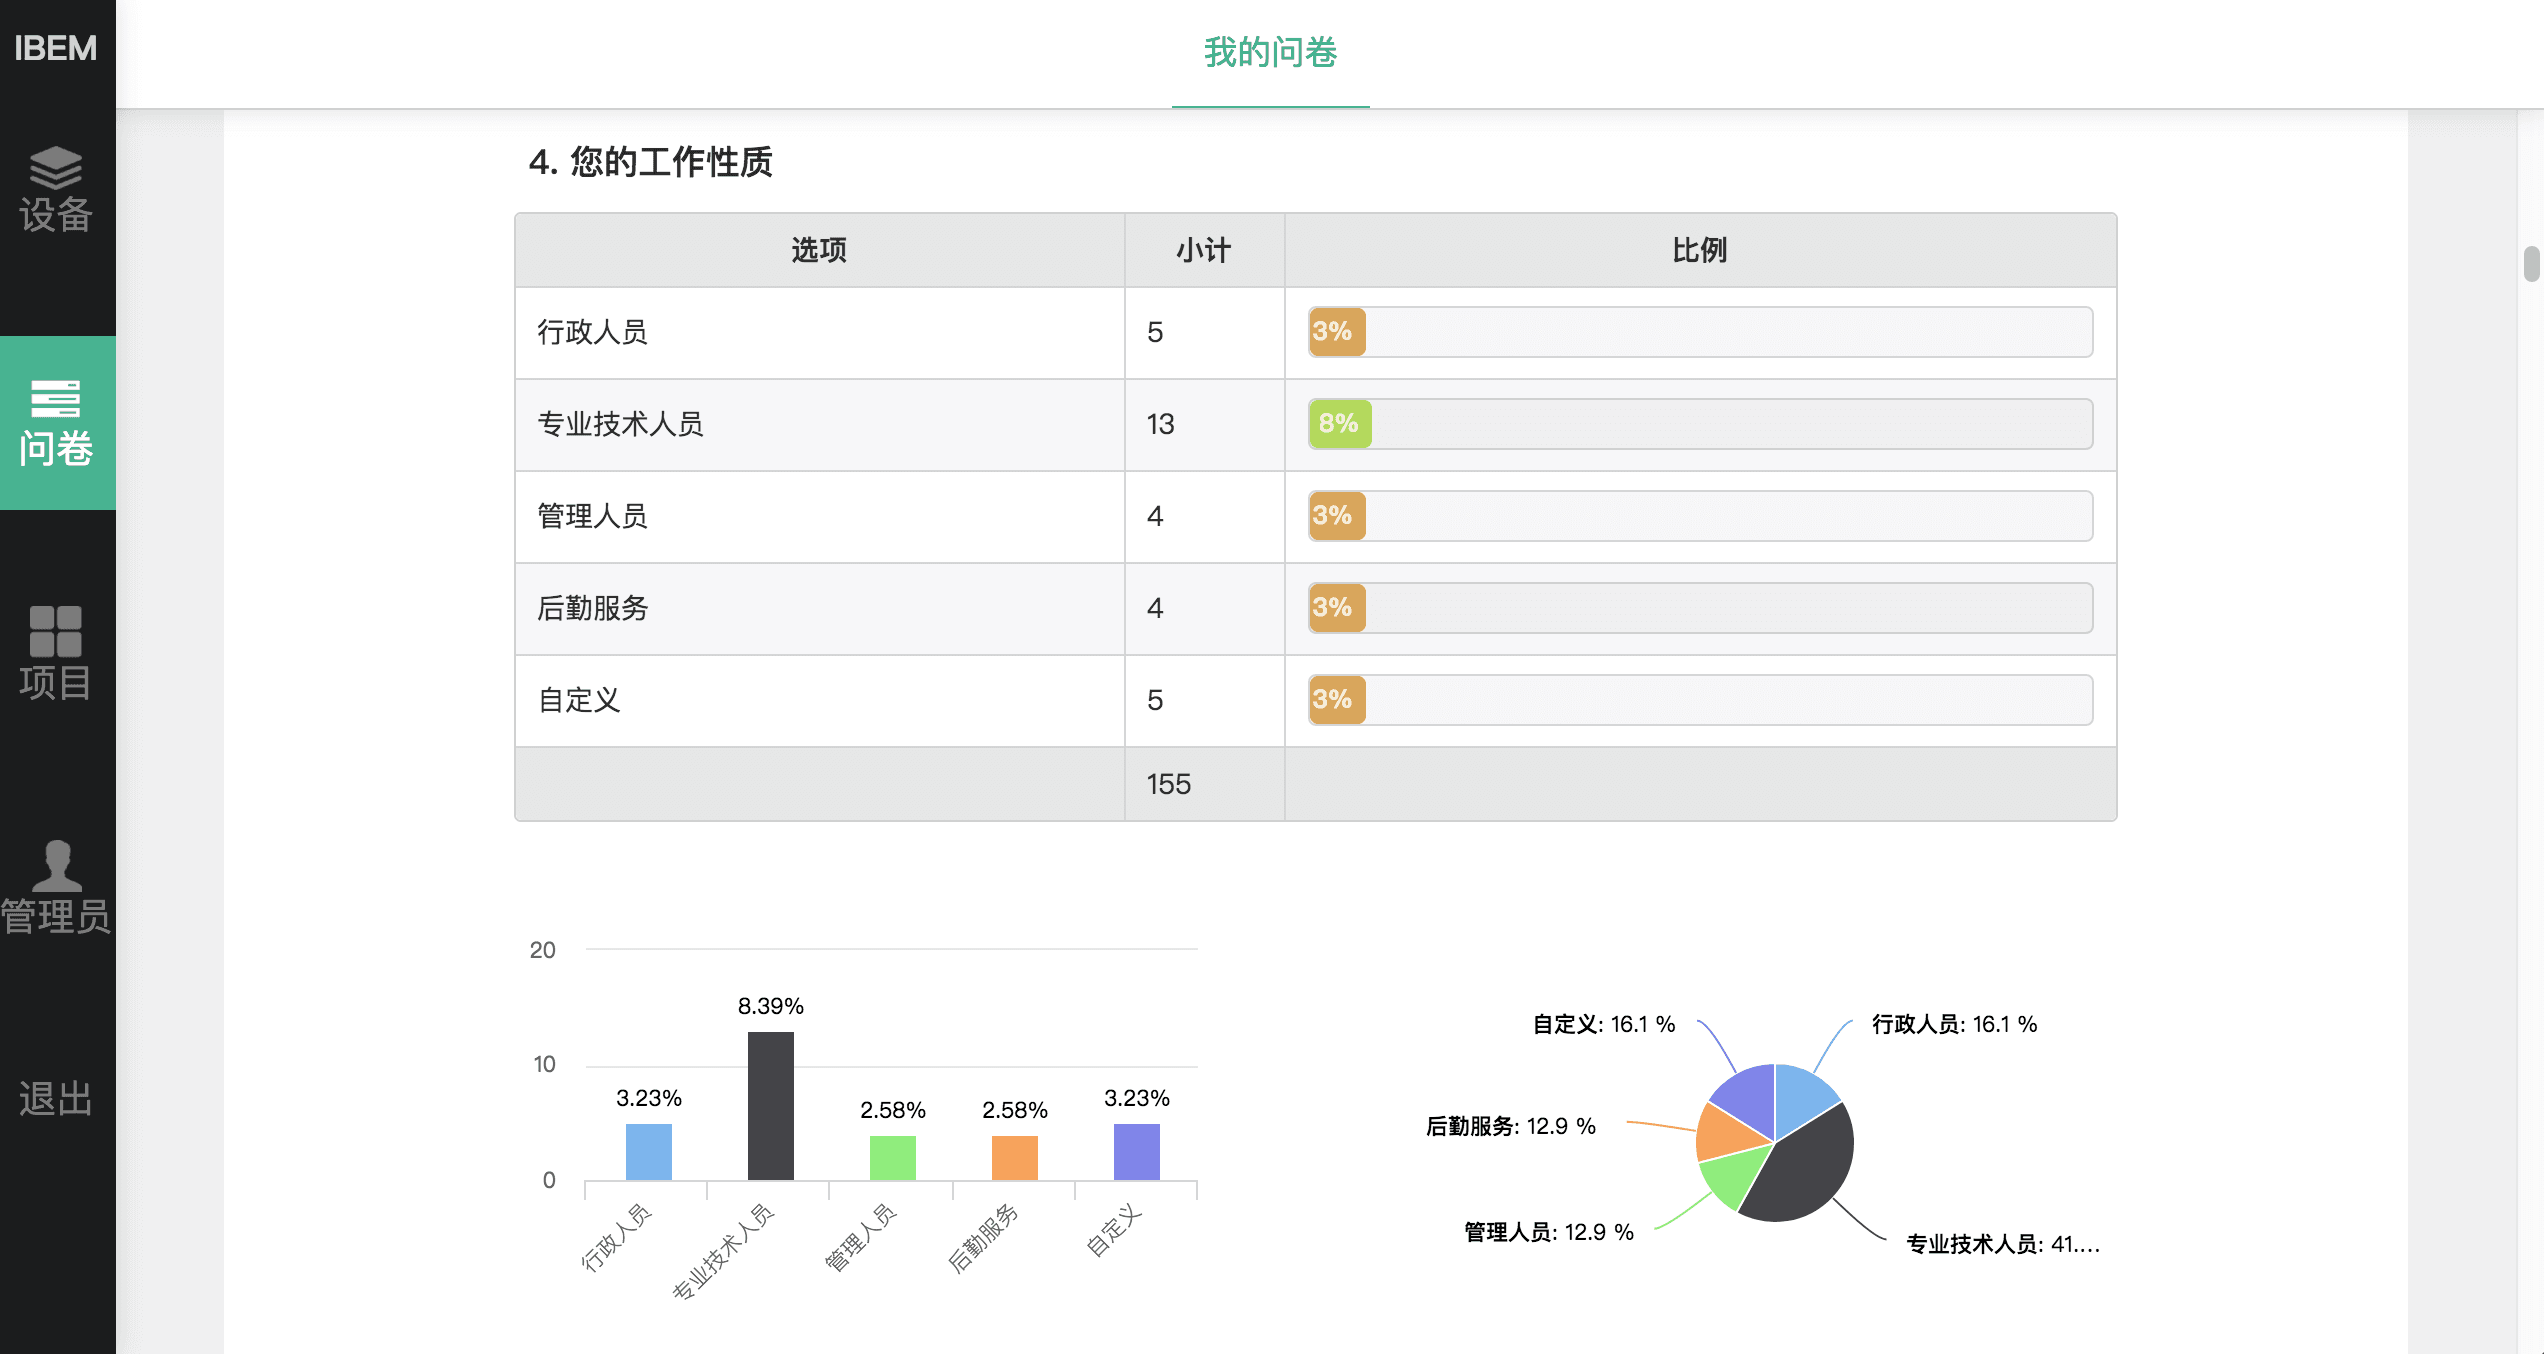 IBEM
我的问卷
设备
问卷
项目
管理员
退出
4. 您的工作性质
选项 小计 比例
行政人员 5 3%
专业技术人员 13 8%
管理人员 4 3%
后勤服务 4 3%
自定义 5 3%
155
20
10
0
3.23%
8.39%
2.58%
2.58%
3.23%
行政人员
专业技术人员
管理人员
后勤服务
自定义
自定义: 16.1 %
行政人员: 16.1 %
后勤服务: 12.9 %
管理人员: 12.9 %
专业技术人员: 41.…